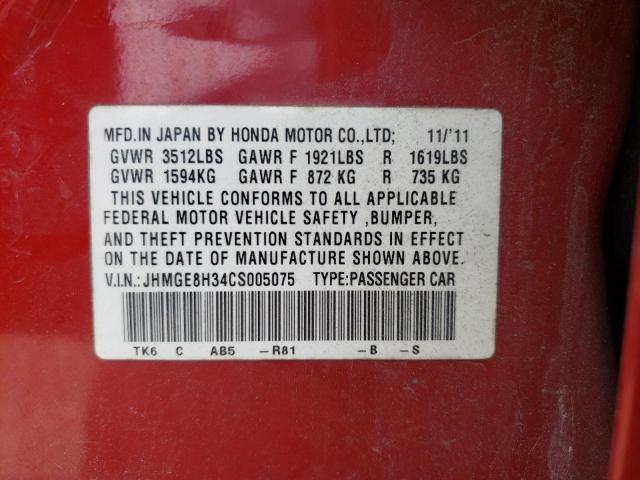 MFD.IN JAPAN BY HONDA MOTOR CO.,LTD; 11/'11
GVWR 3512LBS GAWR F 1921LBS R 1619LBS
GVWR 1594KG GAWR F 872 KG R 735 KG
THIS VEHICLE CONFORMS TO ALL APPLICABLE
FEDERAL MOTOR VEHICLE SAFETY ,BUMPER,
AND THEFT PREVENTION STANDARDS IN EFFECT
ON THE DATE OF MANUFACTURE SHOWN ABOVE.
V.I.N.:JHMGE8H34CS005075 TYPE:PASSENGER CAR
TK6 C AB5 -R81 -B -S